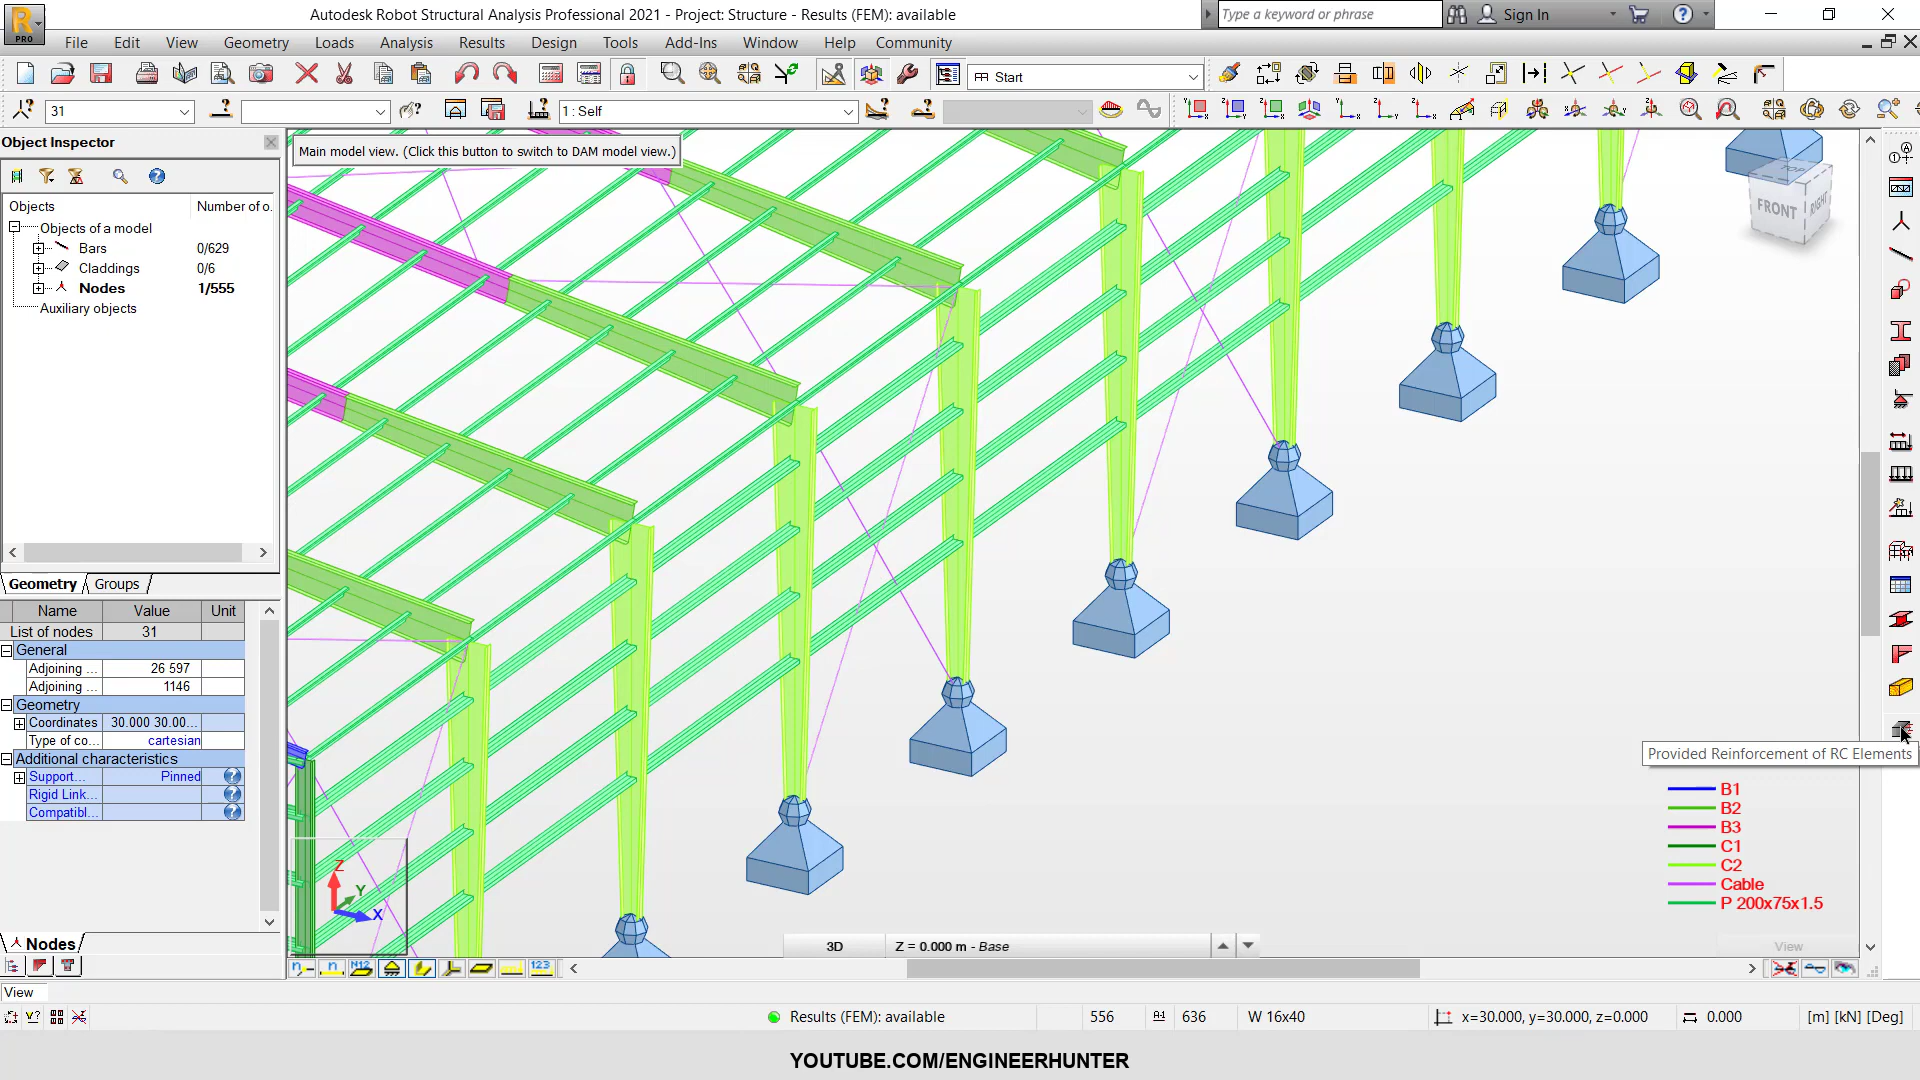 PRO
Autodesk Robot Structural Analysis Professional 2021 - Project: Structure - Results (FEM): available
Type a keyword or phrase
Sign In
File Edit View Geometry Loads Analysis Results Design Tools Add-Ins Window Help Community
Start
31
1 : Self
Object Inspector
Main model view. (Click this button to switch to DAM model view.)
TOP
FRONT
RIGHT
Objects Number of o.
Objects of a model
Bars 0/629
Claddings 0/6
Nodes 1/555
Auxiliary objects
Geometry Groups
Name Value Unit
List of nodes 31
General
Adjoining ... 26 597
Adjoining ... 1146
Geometry
Coordinates 30.000 30.00...
Type of co... cartesian
Additional characteristics
Support... Pinned
Rigid Link...
Compatibl...
Provided Reinforcement of RC Elements
B1
B2
B3
C1
C2
Cable
P 200x75x1.5
Z
Y
X
3D
Z = 0.000 m - Base
View
Nodes
N12
123
View
Results (FEM): available
556
636
W 16x40
x=30.000, y=30.000, z=0.000
0.000
[m] [kN] [Deg]
YOUTUBE.COM/ENGINEERHUNTER